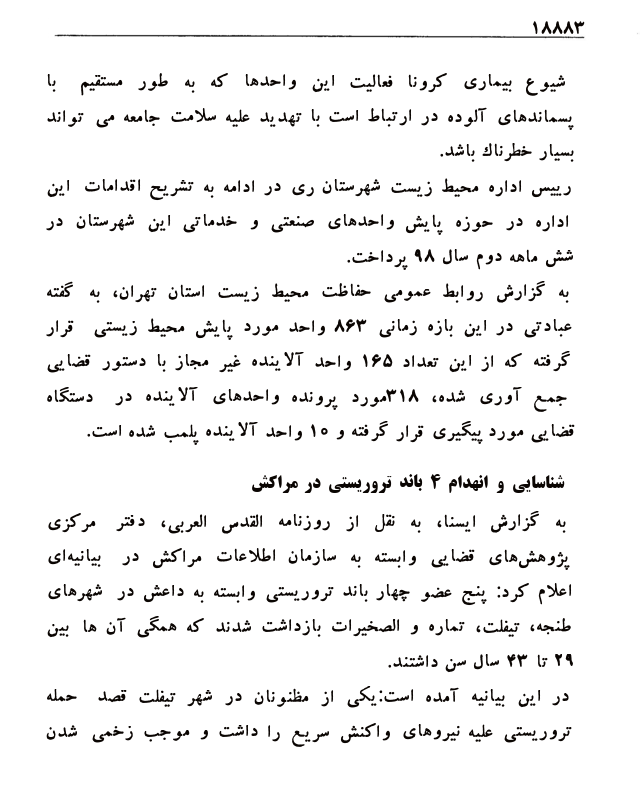 ۱۸۸۸۳
شیوع بیماری کرونا فعالیت این واحدها که به طور مستقیم با
پسماندهای آلوده در ارتباط است با تهدید علیه سلامت جامعه می تواند
بسیار خطرناك باشد.
رییس اداره محیط زیست شهرستان ری در ادامه به تشریح اقدامات این
اداره در حوزه پایش واحدهای صنعتی و خدماتی این شهرستان در
شش ماهه دوم سال ۹۸ پرداخت.
به گزارش روابط عمومی حفاظت محیط زیست استان تهران، به گفته
عبادتی در این بازه زمانی ۸۶۳ واحد مورد پایش محیط زیستی قرار
گرفته که از این تعداد ۱۶۵ واحد آلاینده غیر مجاز با دستور قضایی
جمع آوری شده، ۳۱۸مورد پرونده واحدهای آلاینده در دستگاه
قضایی مورد پیگیری قرار گرفته و ۱۰ واحد آلاینده پلمب شده است.
شناسایی و انهدام ۴ باند تروریستی در مراکش
به گزارش ایسنا، به نقل از روزنامه القدس العربی، دفتر مرکزی
پژوهش‌های قضایی وابسته به سازمان اطلاعات مراکش در بیانیه‌ای
اعلام کرد: پنج عضو چهار باند تروریستی وابسته به داعش در شهرهای
طنجه، تیفلت، تماره و الصخیرات بازداشت شدند که همگی آن ها بین
۲۹ تا ۴۳ سال سن داشتند.
در این بیانیه آمده است:یکی از مظنونان در شهر تیفلت قصد حمله
تروریستی علیه نیروهای واکنش سریع را داشت و موجب زخمی شدن